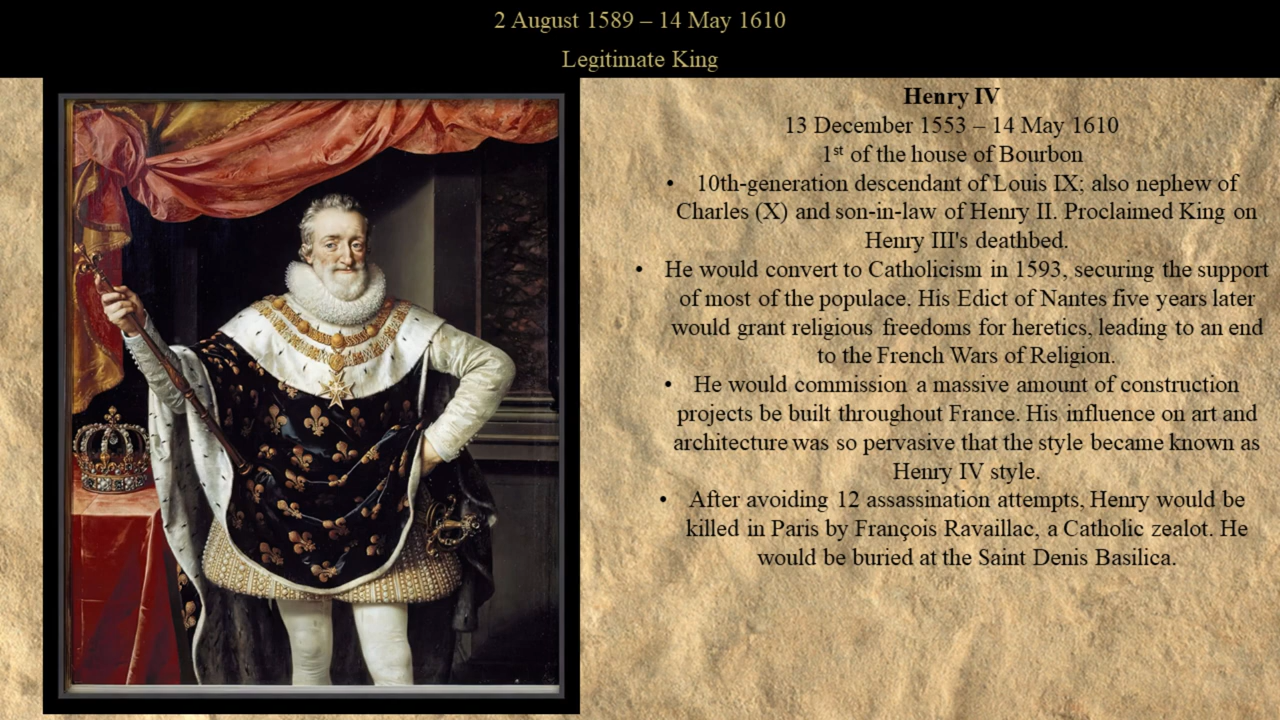 2 August 1589 – 14 May 1610
Legitimate King
Henry IV
13 December 1553 – 14 May 1610
1st of the house of Bourbon
• 10th-generation descendant of Louis IX; also nephew of
Charles (X) and son-in-law of Henry II. Proclaimed King on
Henry III's deathbed.
• He would convert to Catholicism in 1593, securing the support
of most of the populace. His Edict of Nantes five years later
would grant religious freedoms for heretics, leading to an end
to the French Wars of Religion.
• He would commission a massive amount of construction
projects be built throughout France. His influence on art and
architecture was so pervasive that the style became known as
Henry IV style.
• After avoiding 12 assassination attempts, Henry would be
killed in Paris by François Ravaillac, a Catholic zealot. He
would be buried at the Saint Denis Basilica.